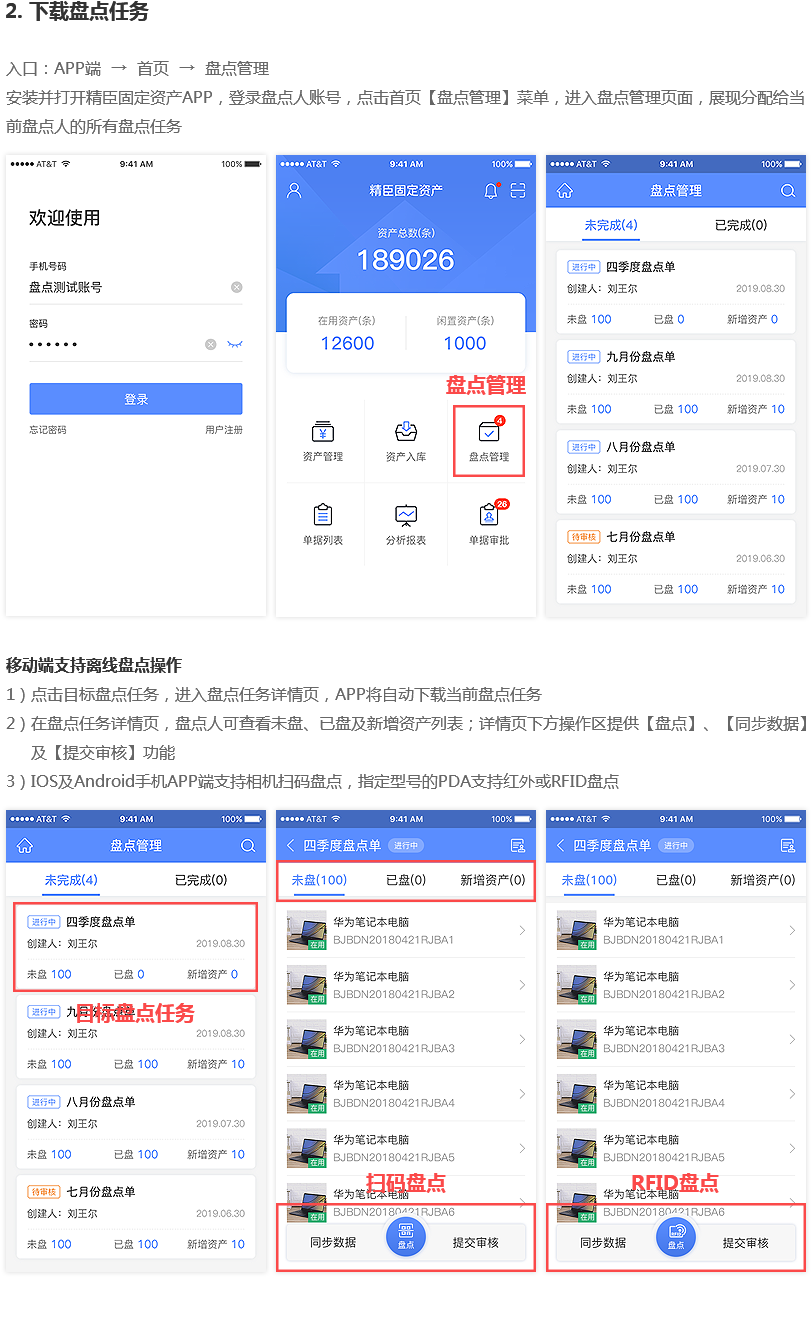 2. 下载盘点任务
入口：APP端 → 首页 → 盘点管理
安装并打开精臣固定资产APP，登录盘点人账号，点击首页【盘点管理】菜单，进入盘点管理页面，展现分配给当
前盘点人的所有盘点任务
AT&T 9:41 AM 100%
欢迎使用
手机号码
盘点测试账号
密码
••••••
登录
忘记密码 用户注册
AT&T 9:41 AM 100%
精臣固定资产
资产总数(条)
189026
在用资产(条) 闲置资产(条)
12600 1000
盘点管理
4
资产管理 资产入库 盘点管理
26
单据列表 分析报表 单据审批
AT&T 9:41 AM 100%
盘点管理
未完成(4) 已完成(0)
进行中 四季度盘点单
创建人：刘王尔 2019.08.30
未盘 100 已盘 0 新增资产 0
进行中 九月份盘点单
创建人：刘王尔 2019.08.30
未盘 100 已盘 100 新增资产 10
进行中 八月份盘点单
创建人：刘王尔 2019.07.30
未盘 100 已盘 100 新增资产 10
待审核 七月份盘点单
创建人：刘王尔 2019.06.30
未盘 100 已盘 100 新增资产 10
移动端支持离线盘点操作
1）点击目标盘点任务，进入盘点任务详情页，APP将自动下载当前盘点任务
2）在盘点任务详情页，盘点人可查看未盘、已盘及新增资产列表；详情页下方操作区提供【盘点】、【同步数据】
及【提交审核】功能
3）IOS及Android手机APP端支持相机扫码盘点，指定型号的PDA支持红外或RFID盘点
AT&T 9:41 AM 100%
盘点管理
未完成(4) 已完成(0)
进行中 四季度盘点单
创建人：刘王尔 2019.08.30
未盘 100 已盘 0 新增资产 0
目标盘点任务
进行中 九月份盘点单
创建人：刘王尔 2019.08.30
未盘 100 已盘 100 新增资产 10
进行中 八月份盘点单
创建人：刘王尔 2019.07.30
未盘 100 已盘 100 新增资产 10
待审核 七月份盘点单
创建人：刘王尔 2019.06.30
未盘 100 已盘 100 新增资产 10
AT&T 9:41 AM 100%
四季度盘点单 进行中
未盘(100) 已盘(0) 新增资产(0)
华为笔记本电脑
在用 BJBDN20180421RJBA1
华为笔记本电脑
在用 BJBDN20180421RJBA2
华为笔记本电脑
在用 BJBDN20180421RJBA3
华为笔记本电脑
在用 BJBDN20180421RJBA4
华为笔记本电脑
在用 BJBDN20180421RJBA5
扫码盘点
华为笔记本电脑
在用 BJBDN20180421RJBA6
同步数据 盘点 提交审核
AT&T 9:41 AM 100%
四季度盘点单 进行中
未盘(100) 已盘(0) 新增资产(0)
华为笔记本电脑
在用 BJBDN20180421RJBA1
华为笔记本电脑
在用 BJBDN20180421RJBA2
华为笔记本电脑
在用 BJBDN20180421RJBA3
华为笔记本电脑
在用 BJBDN20180421RJBA4
华为笔记本电脑
在用 BJBDN20180421RJBA5
RFID盘点
华为笔记本电脑
在用 BJBDN20180421RJBA6
同步数据 盘点 提交审核